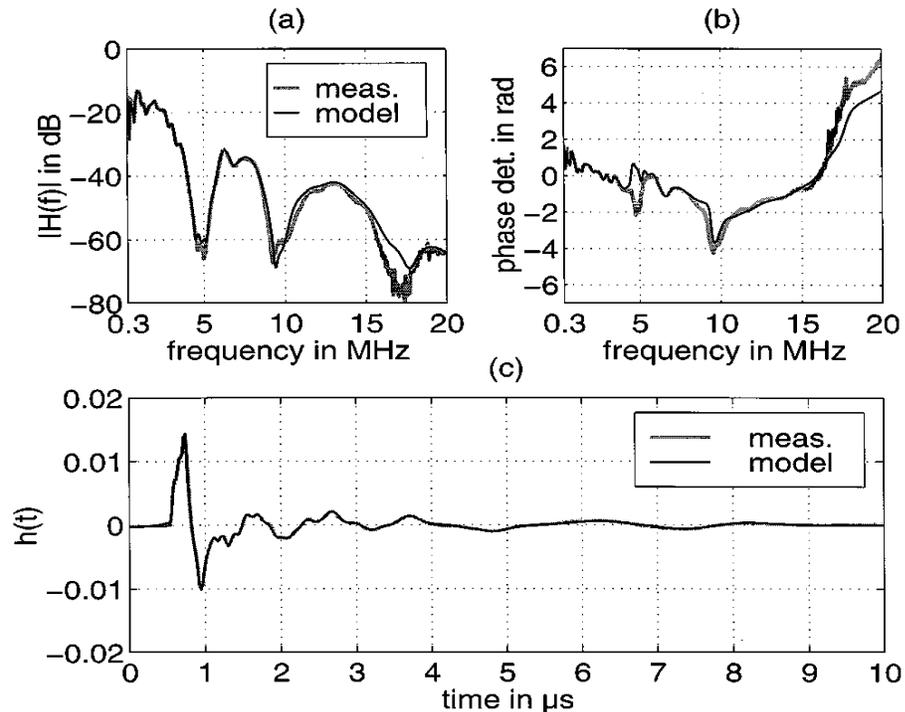 (a)
|H(f)| in dB
0
−20
−40
−60
−80
meas.
model
0.3 5 10 15 20
frequency in MHz
(b)
phase det. in rad
6
4
2
0
−2
−4
−6
0.3 5 10 15 20
frequency in MHz
(c)
h(t)
0.02
0.01
0
−0.01
−0.02
meas.
model
0 1 2 3 4 5 6 7 8 9 10
time in µs